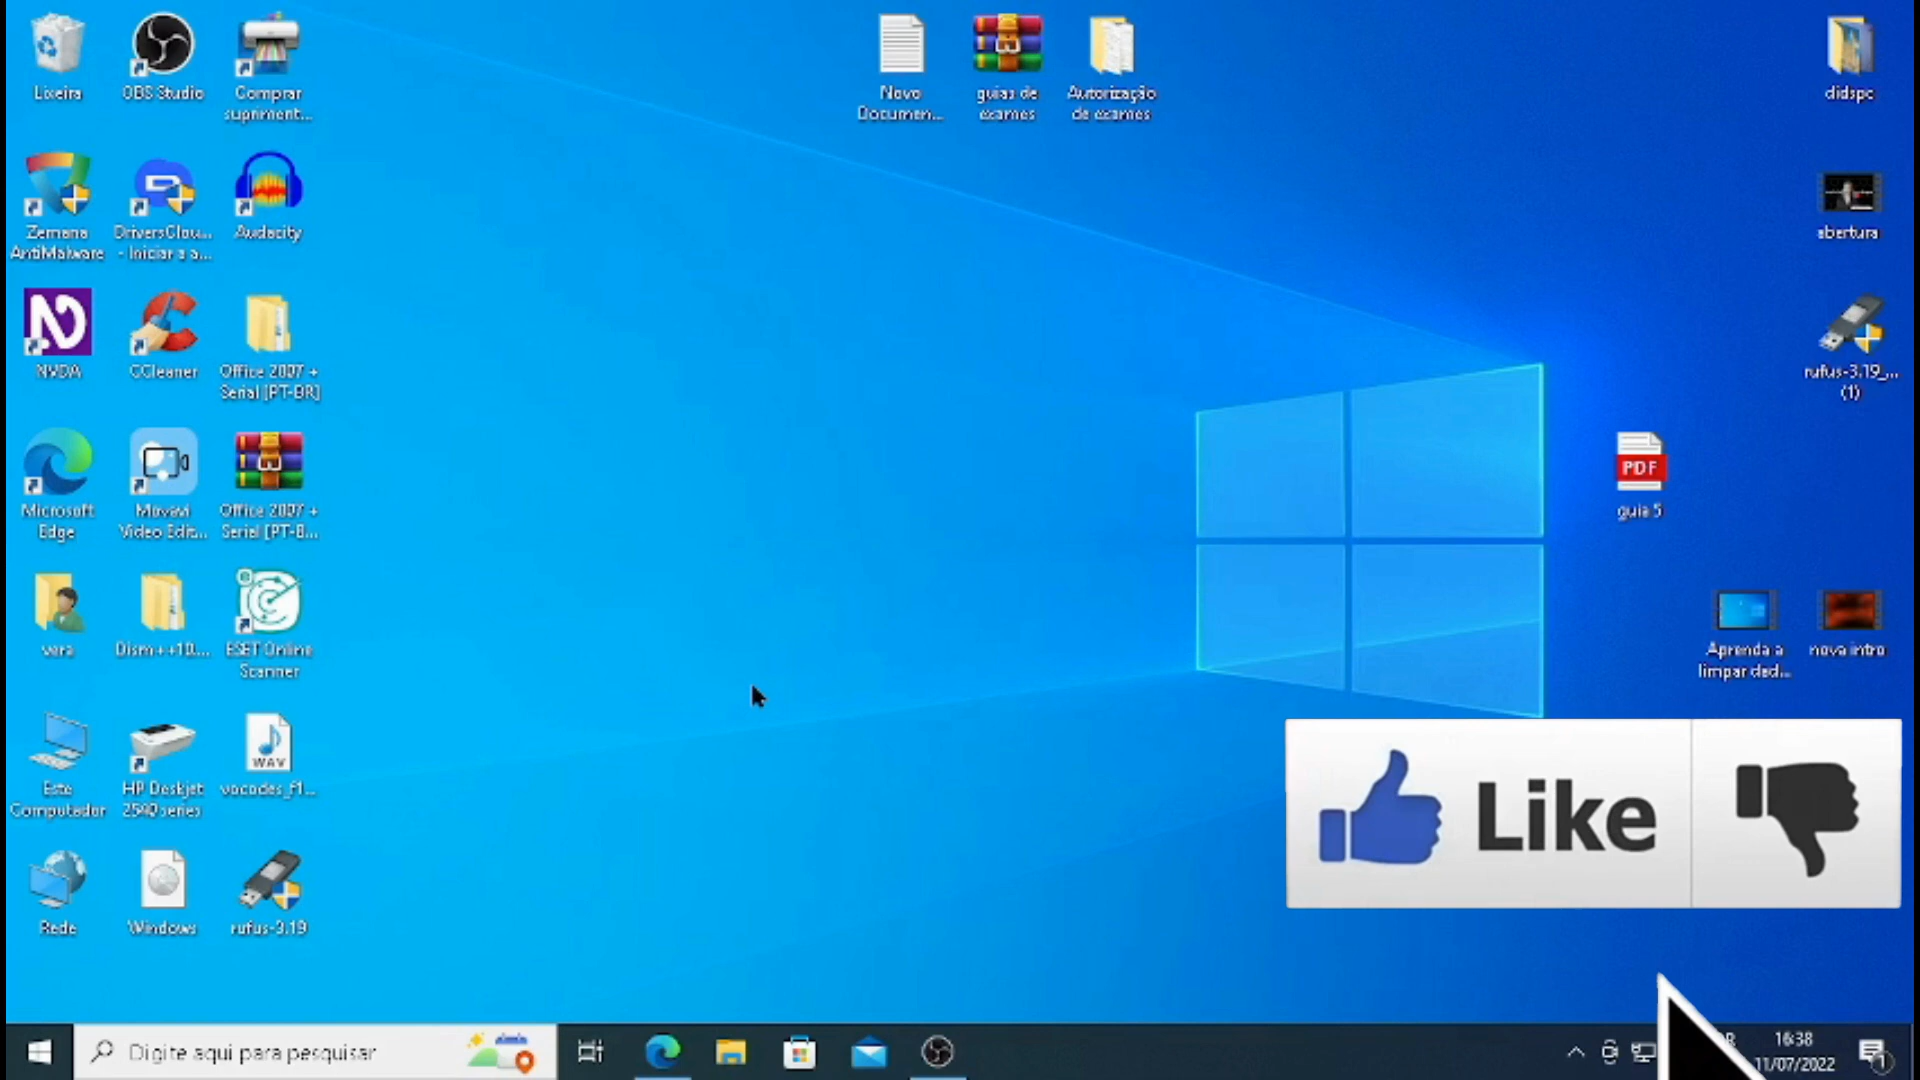 Lixeira
OBS Studio
Comprar
supriment...
Novo
Documen...
guias de
exames
Autorização
de exames
didspc
Zemana
AntiMalware
DriversClou...
- Iniciar a a...
Audacity
abertura
NVDA
CCleaner
Office 2007 +
Serial [PT-BR]
rufus-3.19_...
(1)
Microsoft
Edge
Movavi
Video Edit...
Office 2007 +
Serial [PT-B...
PDF
guia 5
vera
Dism++10....
ESET Online
Scanner
Aprenda a
limpar ded...
nova intro
Este
Computador
HP Deskjet
2540 series
WAV
vocodes_f1...
Like
Rede
Windows
rufus-3.19
Digite aqui para pesquisar
16:38
11/07/2022
1